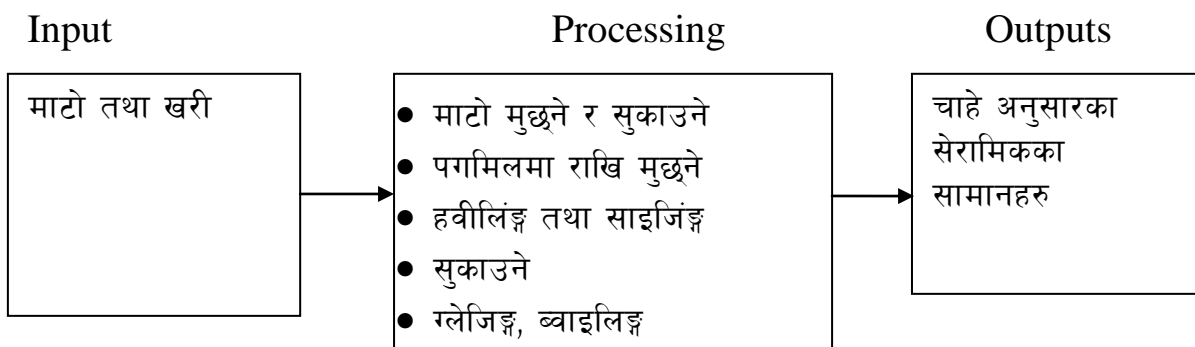 Input
Processing
Outputs
माटो तथा खरी
● माटो मुछ्ने र सुकाउने
● पगमिलमा राखि मुछ्ने
● हवीलिंङ्ग तथा साइजिंङ्ग
● सुकाउने
● ग्लेजिङ्ग, ब्वाइलिङ्ग
चाहे अनुसारका
सेरामिकका
सामानहरु